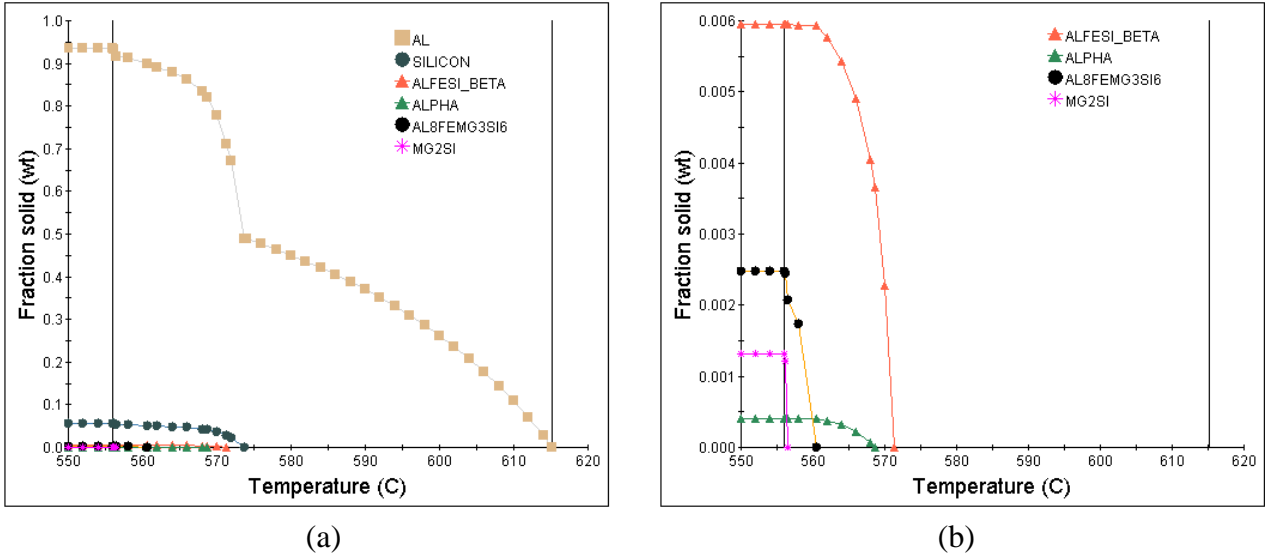 Fraction solid (wt)
1.0
0.9
0.8
0.7
0.6
0.5
0.4
0.3
0.2
0.1
0.0
AL
SILICON
ALFESI_BETA
ALPHA
AL8FEMG3SI6
MG2SI
550 560 570 580 590 600 610 620
Temperature (C)
(a)
Fraction solid (wt)
0.006
0.005
0.004
0.003
0.002
0.001
0.000
ALFESI_BETA
ALPHA
AL8FEMG3SI6
MG2SI
550 560 570 580 590 600 610 620
Temperature (C)
(b)